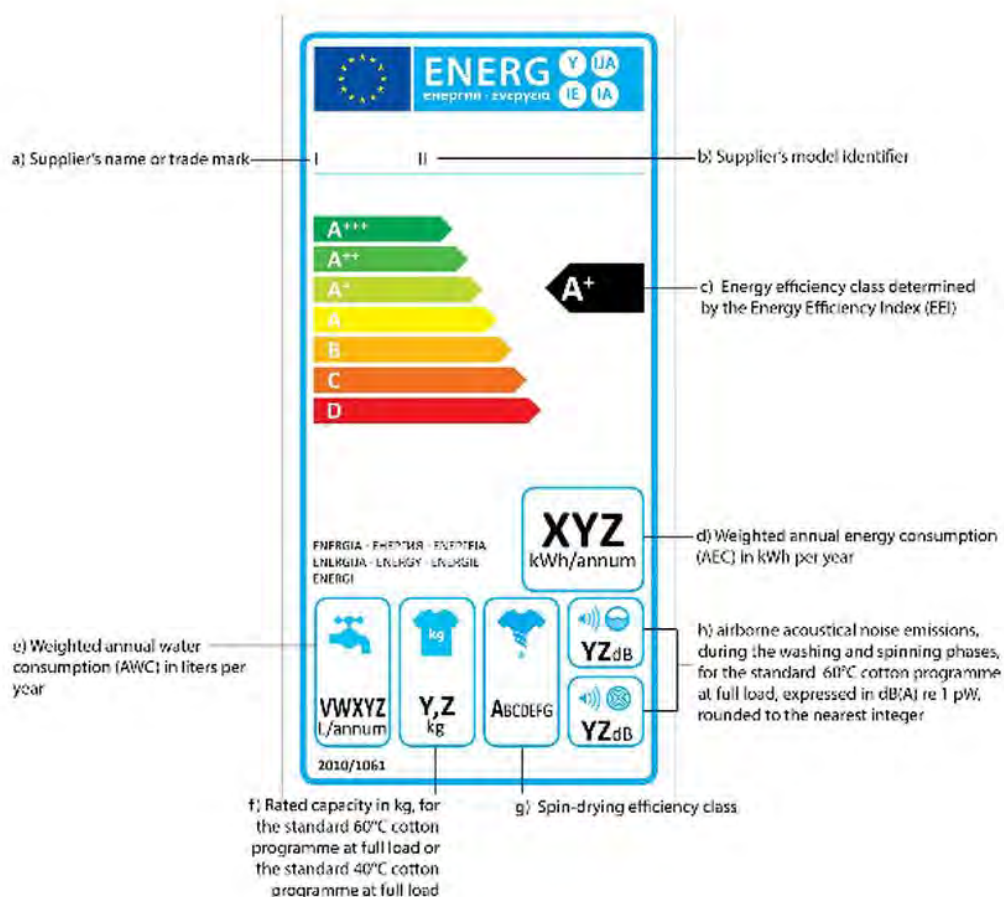 ENERG Y IJA
енергия · ενεργεια IE IA
a) Supplier's name or trade mark
I
II
b) Supplier's model identifier
A+++
A++
A+
A
B
C
D
A+
c) Energy efficiency class determined
by the Energy Efficiency Index (EEI)
XYZ
kWh/annum
d) Weighted annual energy consumption
(AEC) in kWh per year
ENERGIA · ЕНЕРГИЯ · ΕΝΕΡΓΕΙΑ
ENERGIJA · ENERGY · ENERGIE
ENERGI
e) Weighted annual water
consumption (AWC) in liters per
year
VWXYZ
L/annum
kg
Y,Z
kg
ABCDEFG
YZdB
YZdB
h) airborne acoustical noise emissions,
during the washing and spinning phases,
for the standard 60°C cotton programme
at full load, expressed in dB(A) re 1 pW,
rounded to the nearest integer
2010/1061
f) Rated capacity in kg, for
the standard 60°C cotton
programme at full load or
the standard 40°C cotton
programme at full load
g) Spin-drying efficiency class